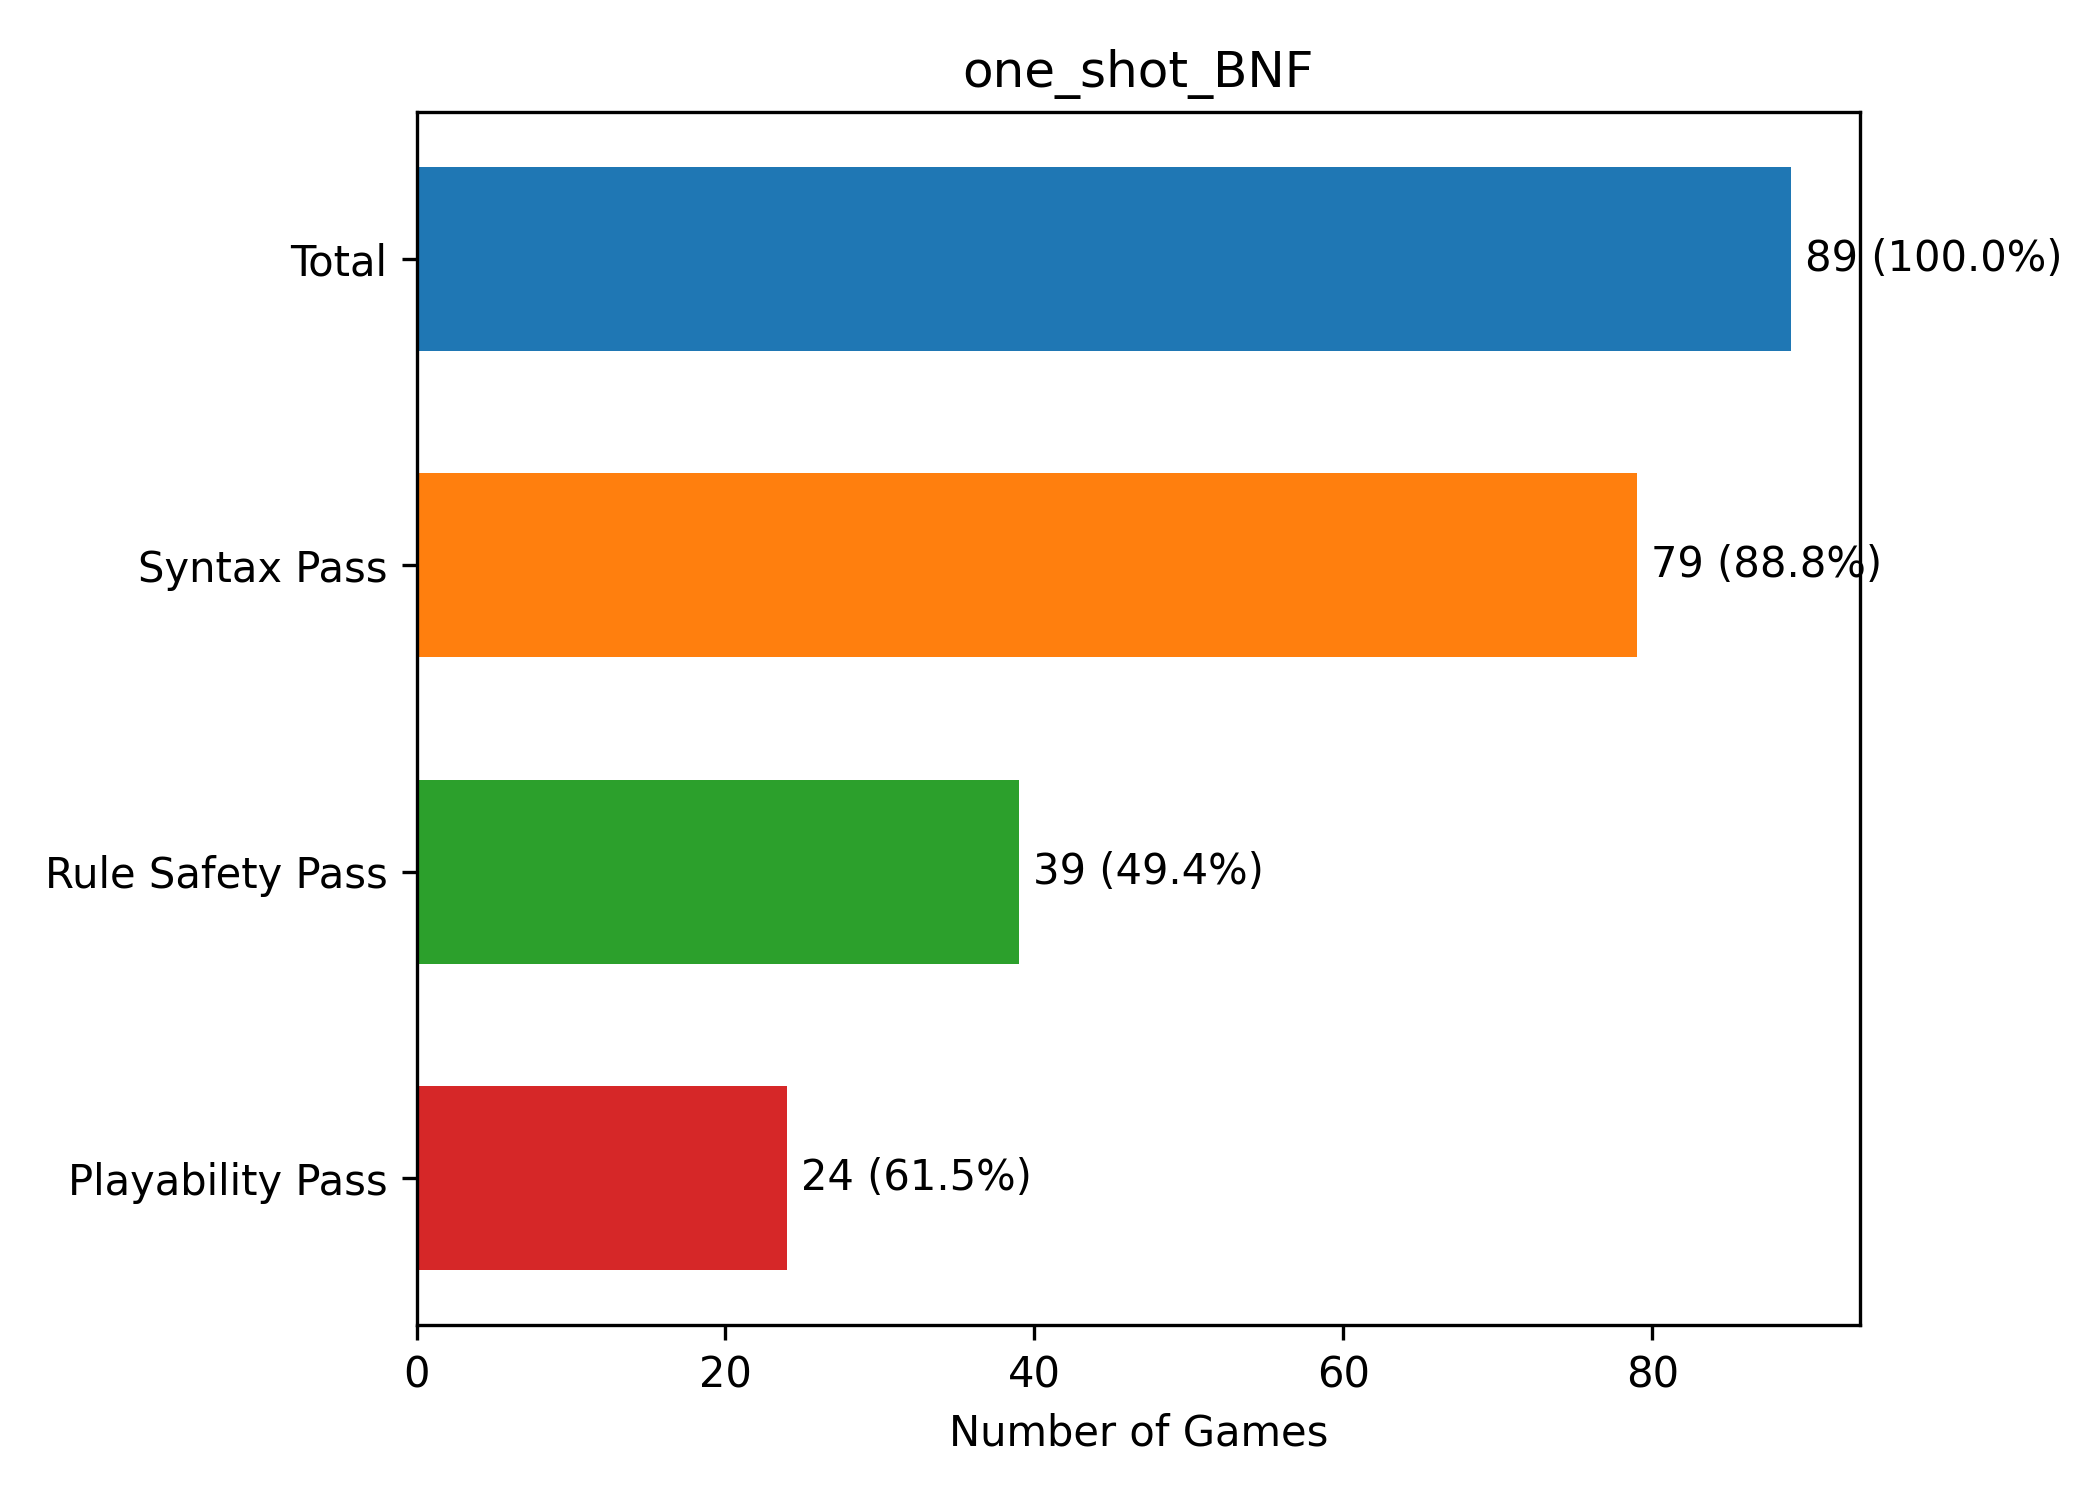 one_shot_BNF
Total
89 (100.0%)
Syntax Pass
79 (88.8%)
Rule Safety Pass
39 (49.4%)
Playability Pass
24 (61.5%)
0 20 40 60 80
Number of Games